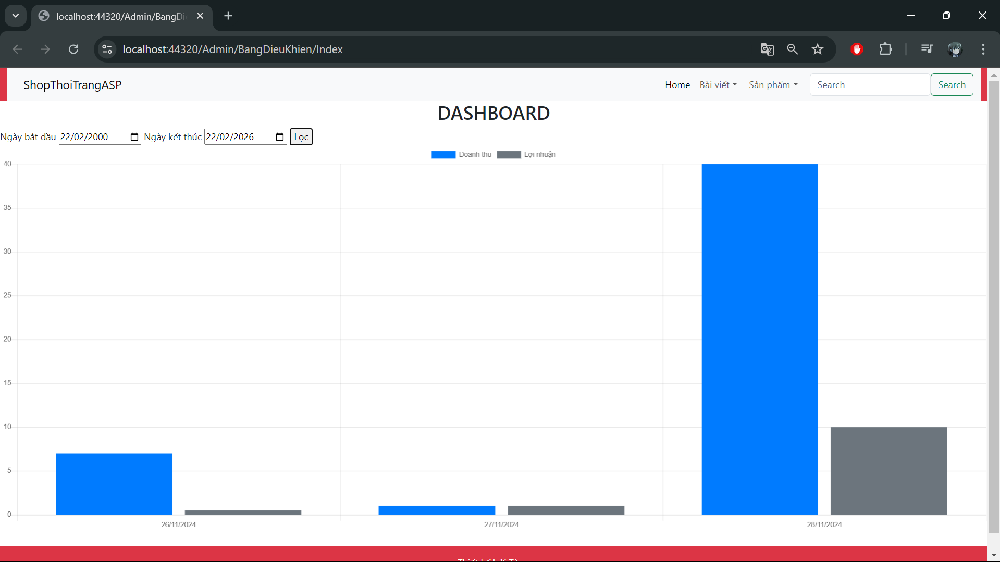 localhost:44320/Admin/BangDi
localhost:44320/Admin/BangDieuKhien/Index
ShopThoiTrangASP Home Bài viết Sản phẩm Search Search
DASHBOARD
Ngày bắt đầu 22/02/2000 Ngày kết thúc 22/02/2026 Lọc
Doanh thu Lợi nhuận
40
35
30
25
20
15
10
5
0
26/11/2024 27/11/2024 28/11/2024